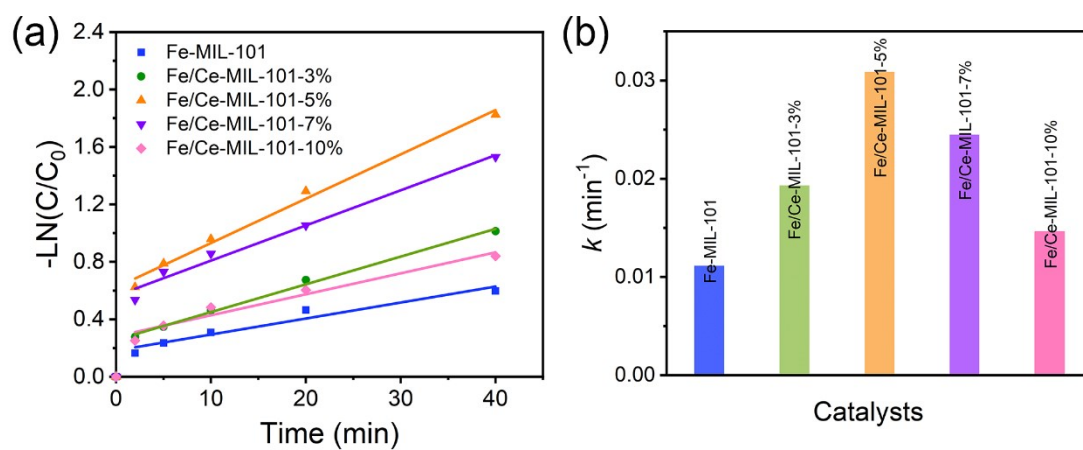 (a)
-LN(C/C₀)
2.4
2.0
1.6
1.2
0.8
0.4
0.0
Fe-MIL-101
Fe/Ce-MIL-101-3%
Fe/Ce-MIL-101-5%
Fe/Ce-MIL-101-7%
Fe/Ce-MIL-101-10%
0 10 20 30 40
Time (min)
(b)
k (min⁻¹)
0.03
0.02
0.01
0.00
Fe-MIL-101
Fe/Ce-MIL-101-3%
Fe/Ce-MIL-101-5%
Fe/Ce-MIL-101-7%
Fe/Ce-MIL-101-10%
Catalysts